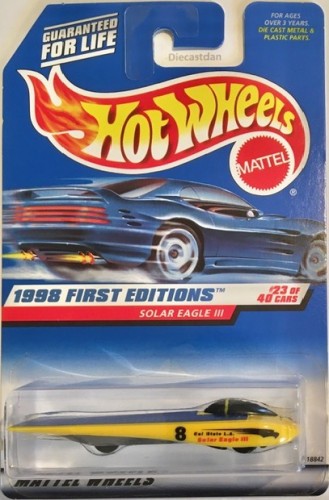 GUARANTEED
FOR LIFE
FOR AGES
OVER 3 YEARS.
DIE CAST METAL &
PLASTIC PARTS.
Diecastdan
Hot Wheels
MATTEL
®
1998 FIRST EDITIONS™
#23 OF
40 CARS
SOLAR EAGLE III
8
Cal State L.A.
Solar Eagle III
18842
MATTEL WHEELS